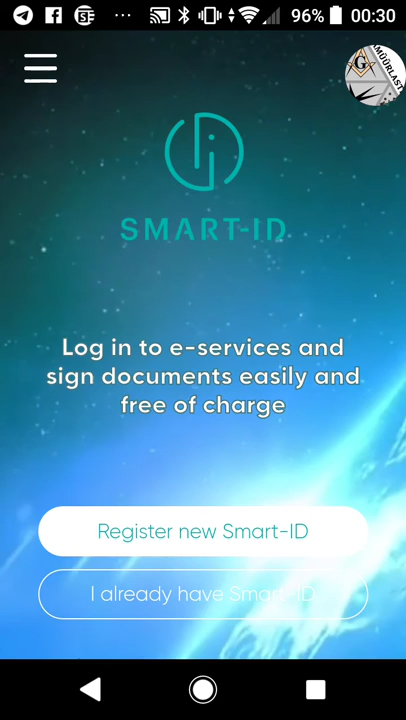 96% 00:30
MÜÜRLAST
G
SMART-ID
Log in to e-services and
sign documents easily and
free of charge
Register new Smart-ID
I already have Smart-ID